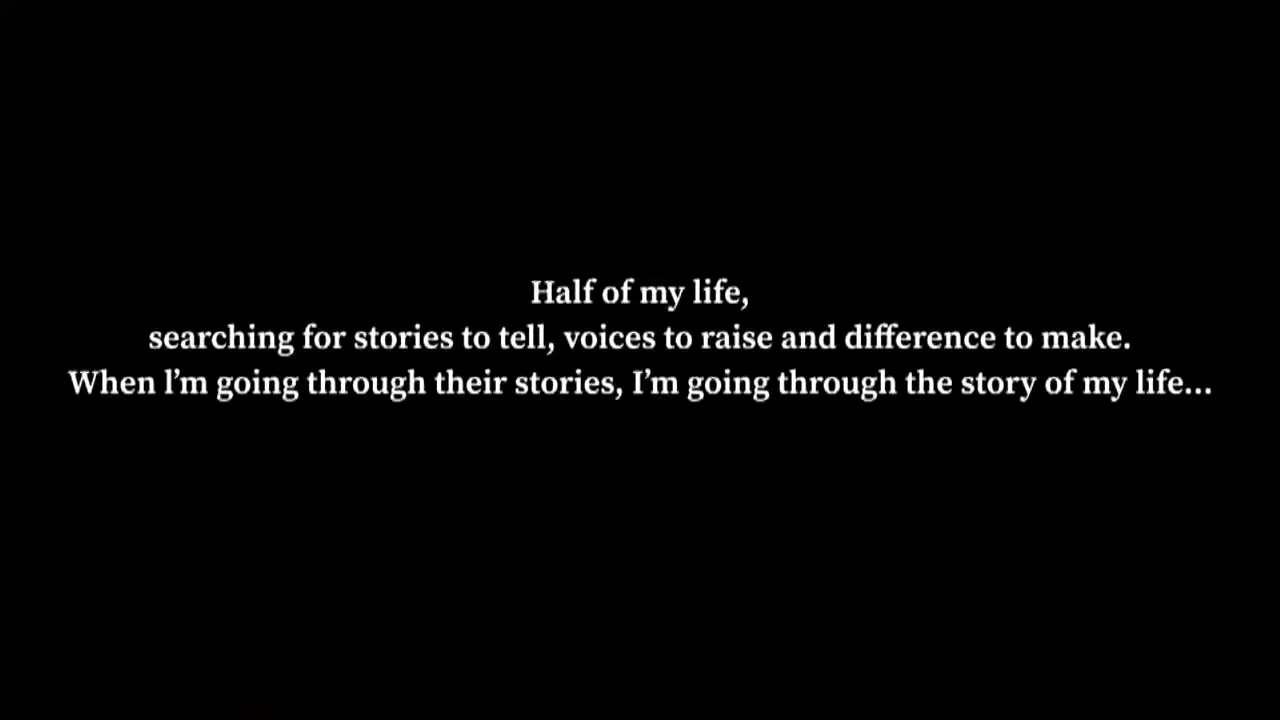 Half of my life,
searching for stories to tell, voices to raise and difference to make.
When I’m going through their stories, I’m going through the story of my life...